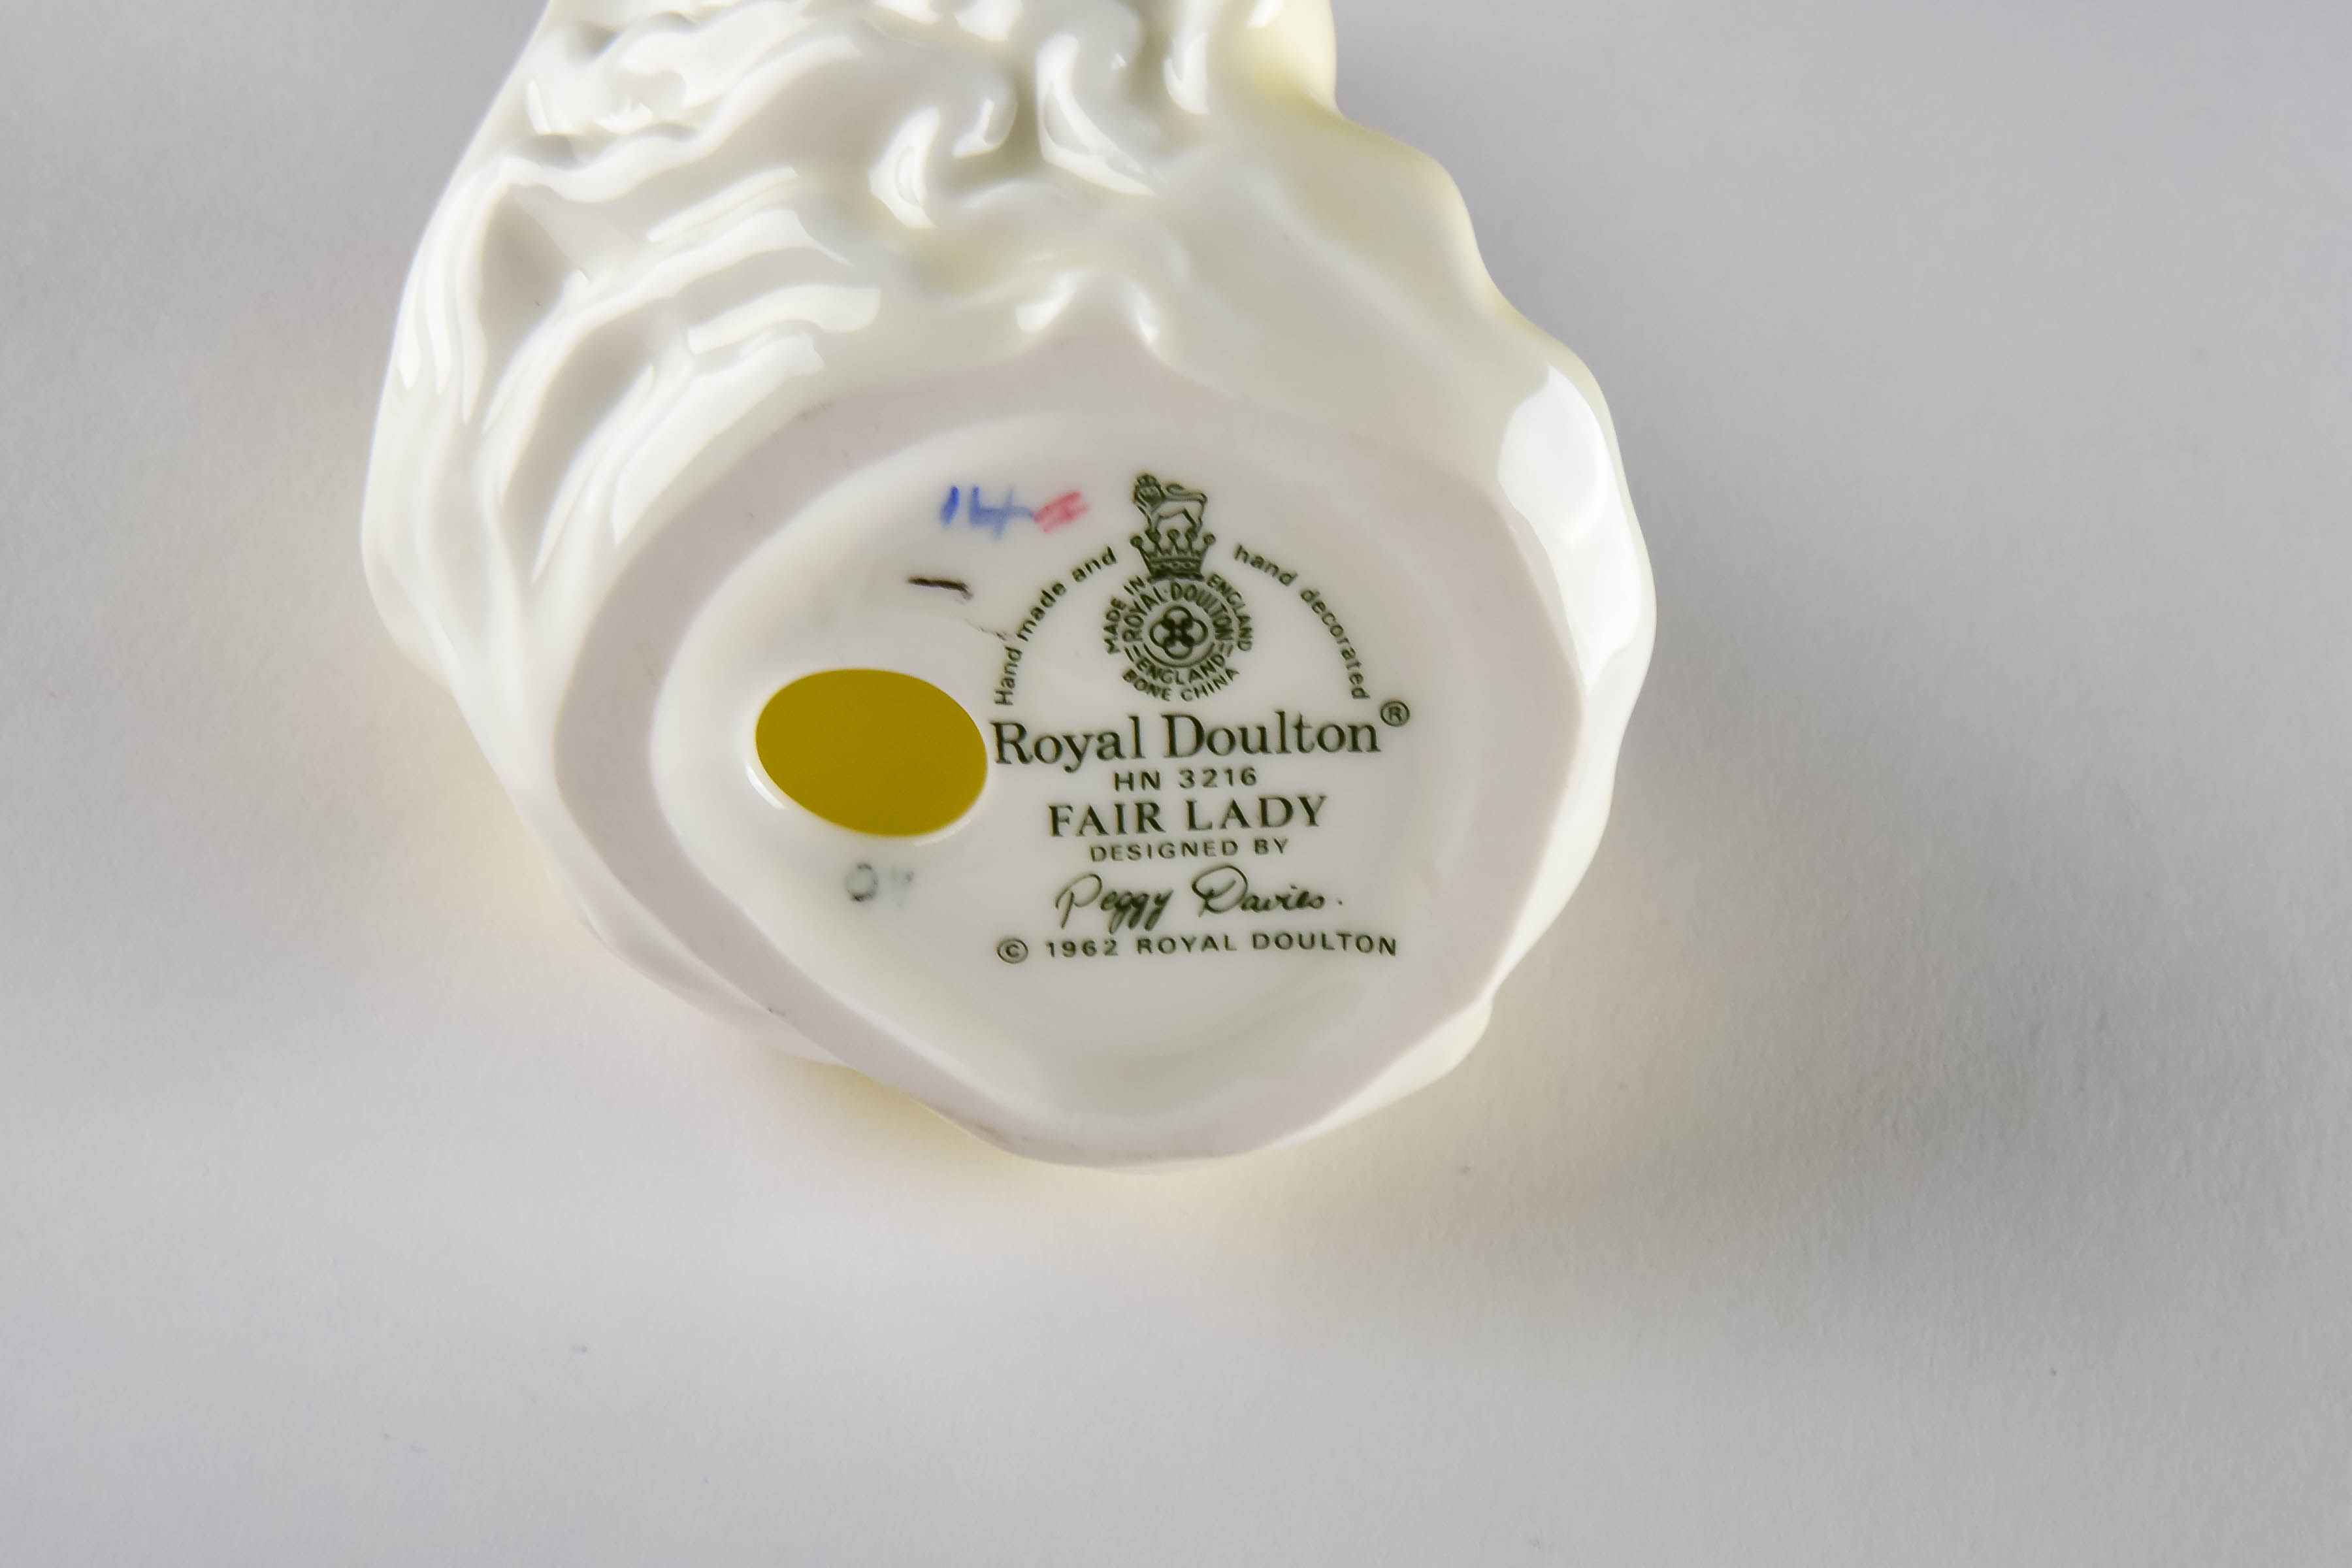 14
Hand made and hand decorated
MADE IN ENGLAND
ROYAL·DOULTON
ENGLAND
BONE CHINA
Royal Doulton®
HN 3216
FAIR LADY
DESIGNED BY
Peggy Davies.
© 1962 ROYAL DOULTON